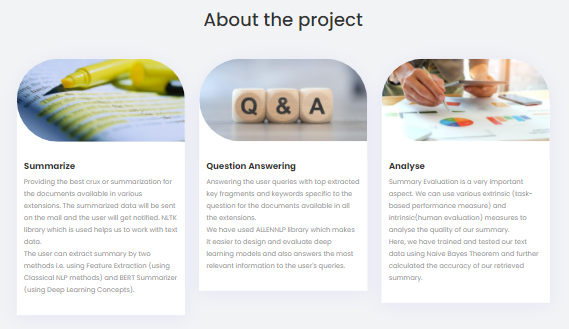 About the project
Q & A
Summarize
Providing the best crux or summarization for
the documents available in various
extensions. The summarized data will be sent
on the mail and the user will get notified. NLTK
library which is used helps us to work with text
data.
The user can extract summary by two
methods i.e. using Feature Extraction (using
Classical NLP methods) and BERT Summarizer
(using Deep Learning Concepts).
Question Answering
Answering the user queries with top extracted
key fragments and keywords specific to the
question for the documents available in all
the extensions.
We have used ALLENNLP library which makes
it easier to design and evaluate deep
learning models and also answers the most
relevant information to the user's queries.
Analyse
Summary Evaluation is a very important
aspect. We can use various extrinsic (task-
based performance measure) and
intrinsic(human evaluation) measures to
analyse the quality of our summary.
Here, we have trained and tested our text
data using Naive Bayes Theorem and further
calculated the accuracy of our retrieved
summary.